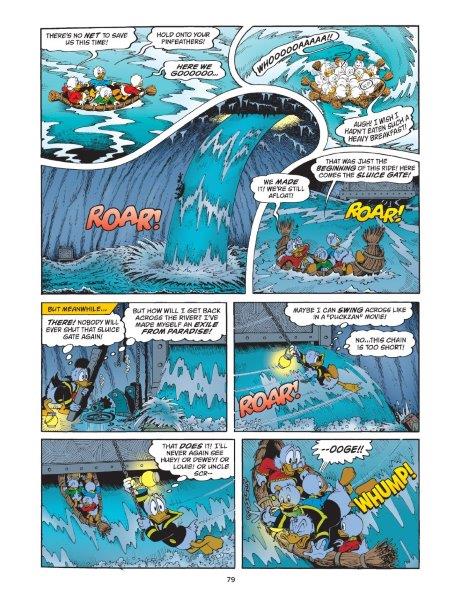 THERE'S NO NET TO SAVE
US THIS TIME!
HOLD ONTO YOUR
PINFEATHERS!
HERE WE
GOOOOOO...
WHOOOOOAAAAA!!
AUGH! I WISH I
HADN'T EATEN SUCH A
HEAVY BREAKFAST!
ROAR!
WE
MADE
IT! WE'RE STILL
AFLOAT!
THAT WAS JUST THE
BEGINNING OF THIS RIDE! HERE
COMES THE SLUICE GATE!
ROAR!
BUT MEANWHILE...
THERE! NOBODY WILL
EVER SHUT THAT SLUICE
GATE AGAIN!
BUT HOW WILL I GET BACK
ACROSS THE RIVER? I'VE
MADE MYSELF AN EXILE
FROM PARADISE!
MAYBE I CAN SWING ACROSS LIKE
IN A "DUCKZAN" MOVIE!
NO...THIS CHAIN
IS TOO SHORT!
ROAR!
THAT DOES IT! I'LL
NEVER AGAIN SEE
HUEY! OR DEWEY! OR
LOUIE! OR UNCLE
SCR--
--OOGE!!
WHUMP!
79